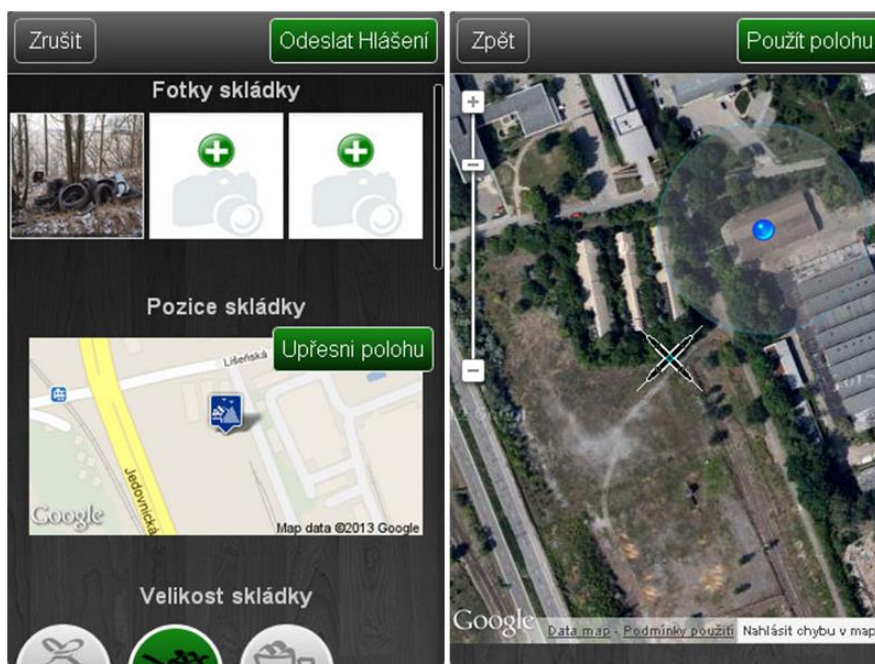 Zrušit
Odeslat Hlášení
Fotky skládky
Pozice skládky
Upřesni polohu
Líšeňská
Jedovnická
Google
Map data ©2013 Google
Velikost skládky
Zpět
Použít polohu
Google
Data map - Podmínky použití
Nahlásit chybu v map